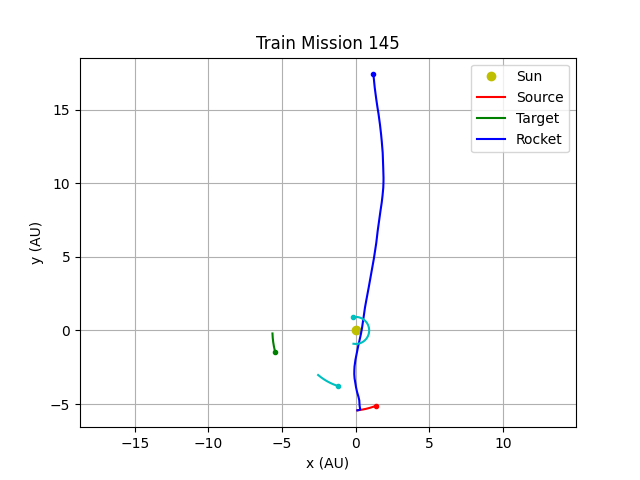 Train Mission 145
Sun
Source
Target
Rocket
15
10
5
0
−5
−15
−10
−5
0
5
10
y (AU)
x (AU)